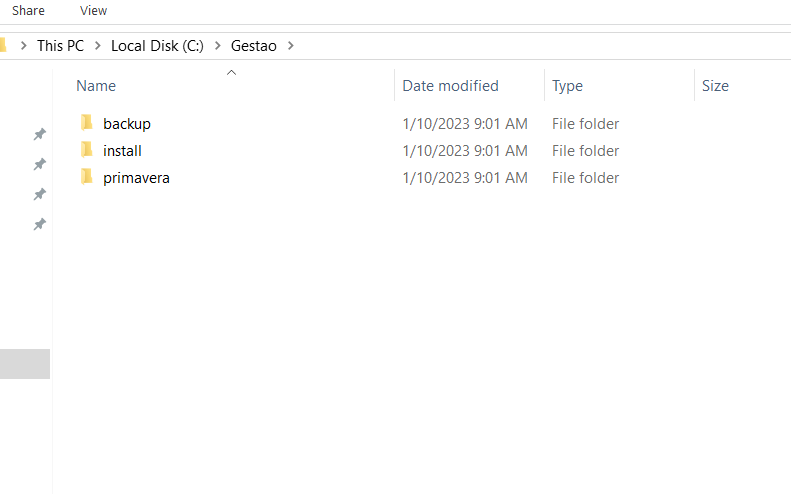 Share View
This PC Local Disk (C:) Gestao
Name Date modified Type Size
backup 1/10/2023 9:01 AM File folder
install 1/10/2023 9:01 AM File folder
primavera 1/10/2023 9:01 AM File folder